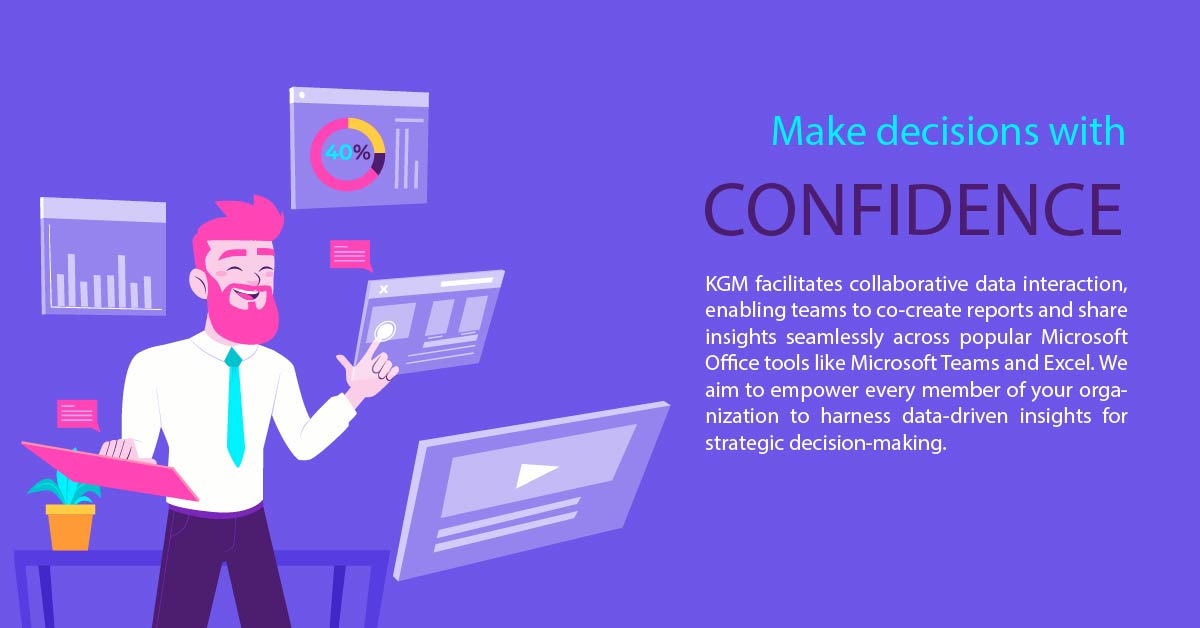 40%
X
Make decisions with
CONFIDENCE
KGM facilitates collaborative data interaction,
enabling teams to co-create reports and share
insights seamlessly across popular Microsoft
Office tools like Microsoft Teams and Excel. We
aim to empower every member of your orga-
nization to harness data-driven insights for
strategic decision-making.